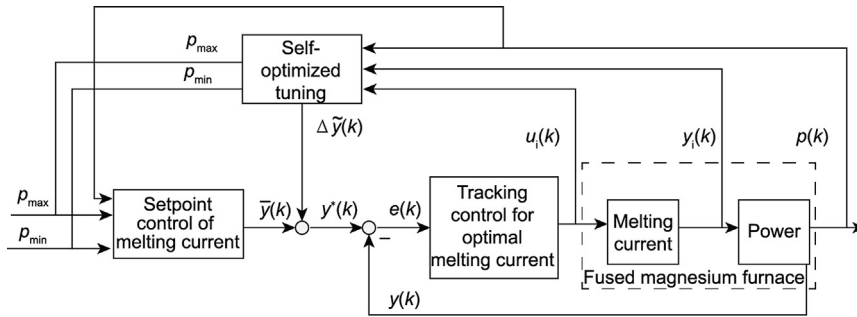 p_max
p_min
Self-
optimized
tuning
Δỹ(k)
u_i(k)
y_i(k)
p(k)
p_max
p_min
Setpoint
control of
melting current
ȳ(k)
y*(k)
e(k)
−
Tracking
control for
optimal
melting current
Melting
current
Power
Fused magnesium furnace
y(k)